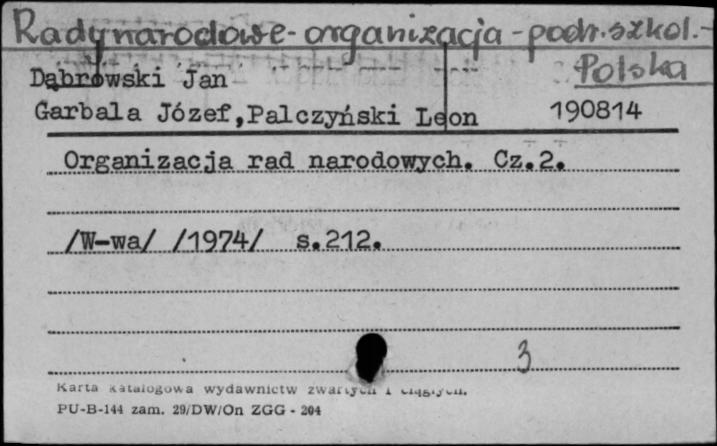 Rady narodowe - organizacja - podr. szkol. -
Polska
Dąbrowski Jan
Garbala Józef,Palczyński Leon 190814
Organizacja rad narodowych. Cz.2.
/W-wa/ /1974/ s.212.
3
Karta katalogowa wydawnictw zwartych i ciągłych.
PU-B-144 zam. 29/DW/On ZGG - 204